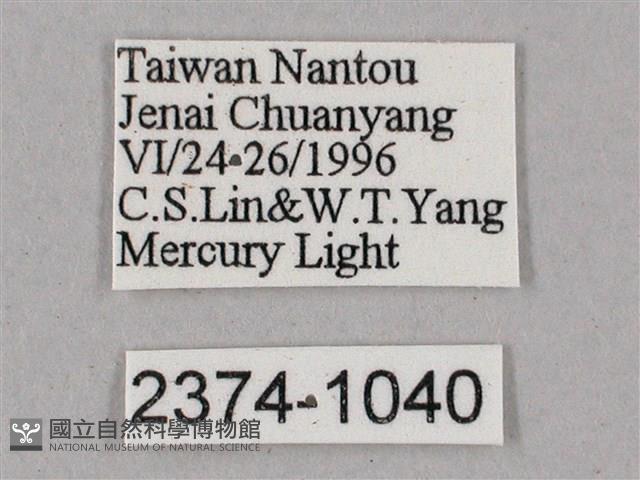 Taiwan Nantou
Jenai Chuanyang
VI/24-26/1996
C.S.Lin&W.T.Yang
Mercury Light
2374-1040
國立自然科學博物館
NATIONAL MUSEUM OF NATURAL SCIENCE